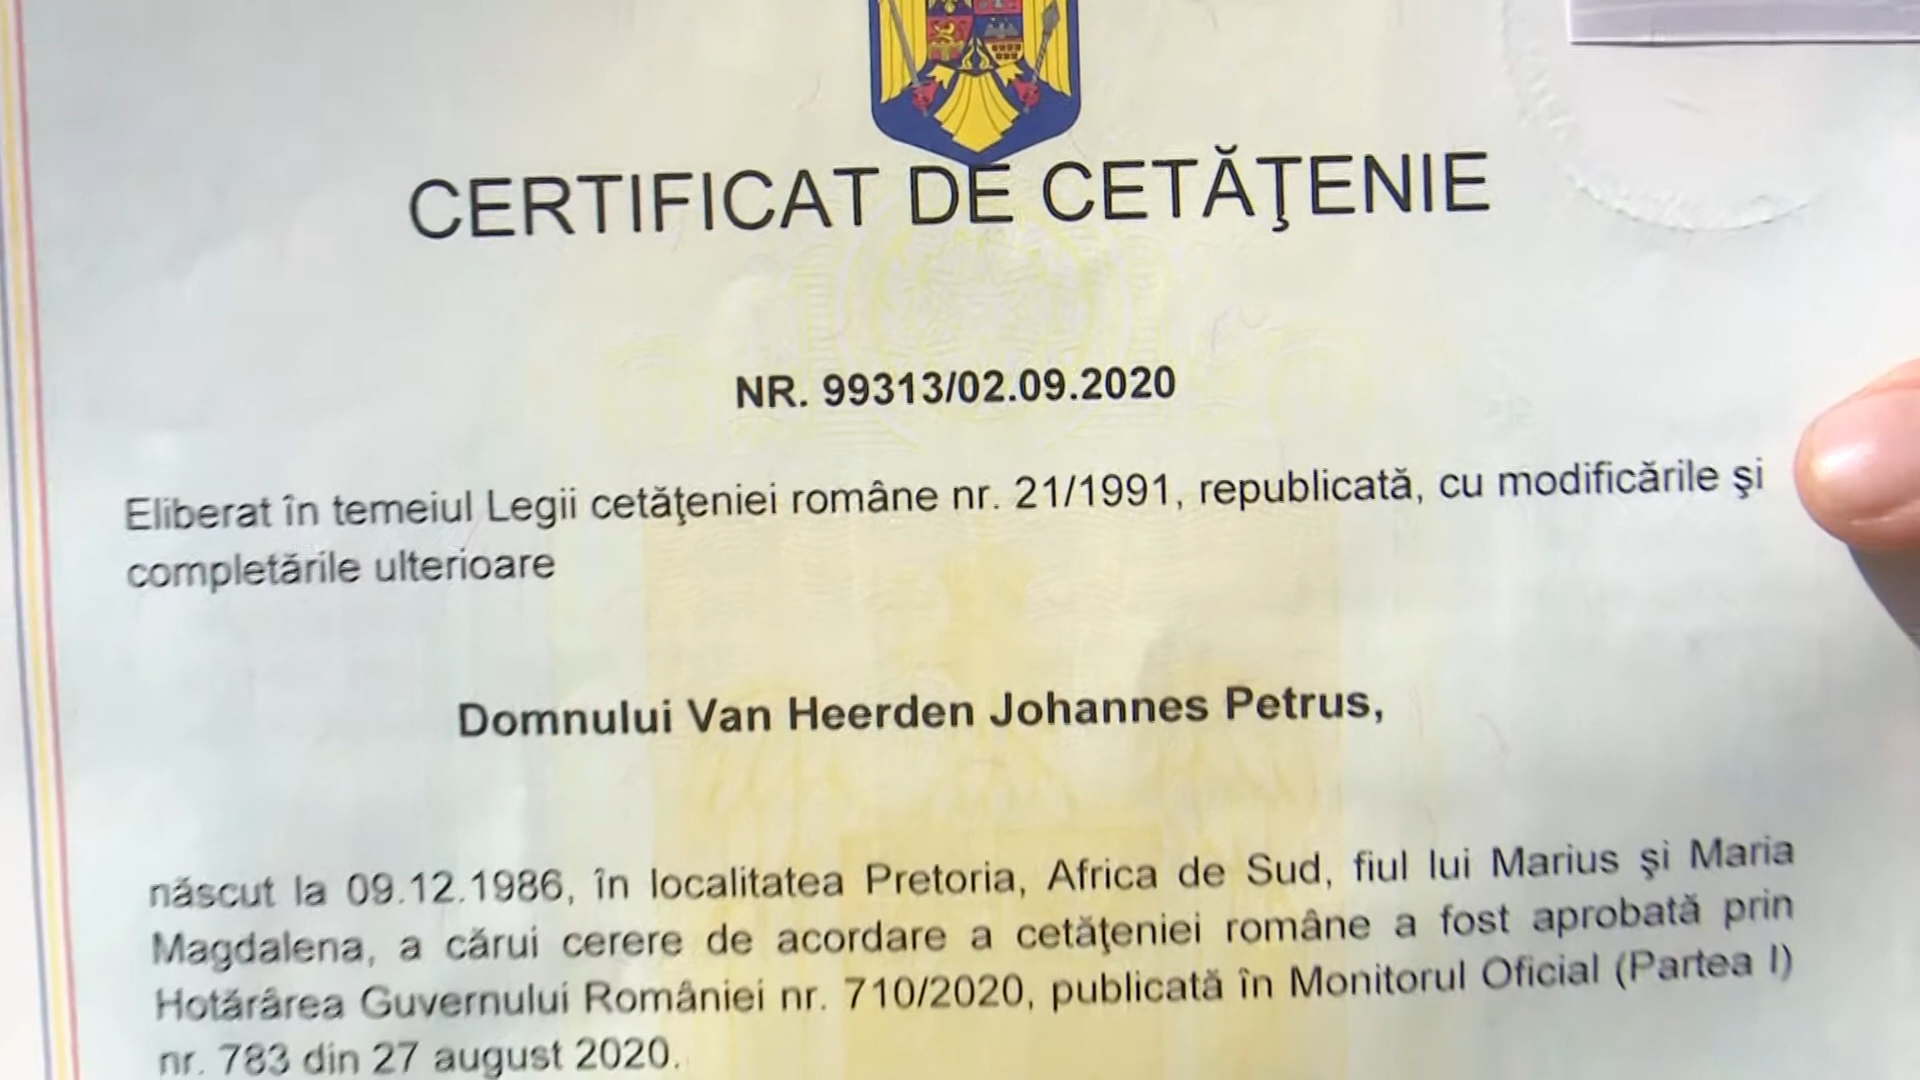 CERTIFICAT DE CETĂŢENIE
NR. 99313/02.09.2020
Eliberat în temeiul Legii cetăţeniei române nr. 21/1991, republicată, cu modificările şi
completările ulterioare
Domnului Van Heerden Johannes Petrus,
născut la 09.12.1986, în localitatea Pretoria, Africa de Sud, fiul lui Marius şi Maria
Magdalena, a cărui cerere de acordare a cetăţeniei române a fost aprobată prin
Hotărârea Guvernului României nr. 710/2020, publicată în Monitorul Oficial (Partea I)
nr. 783 din 27 august 2020.